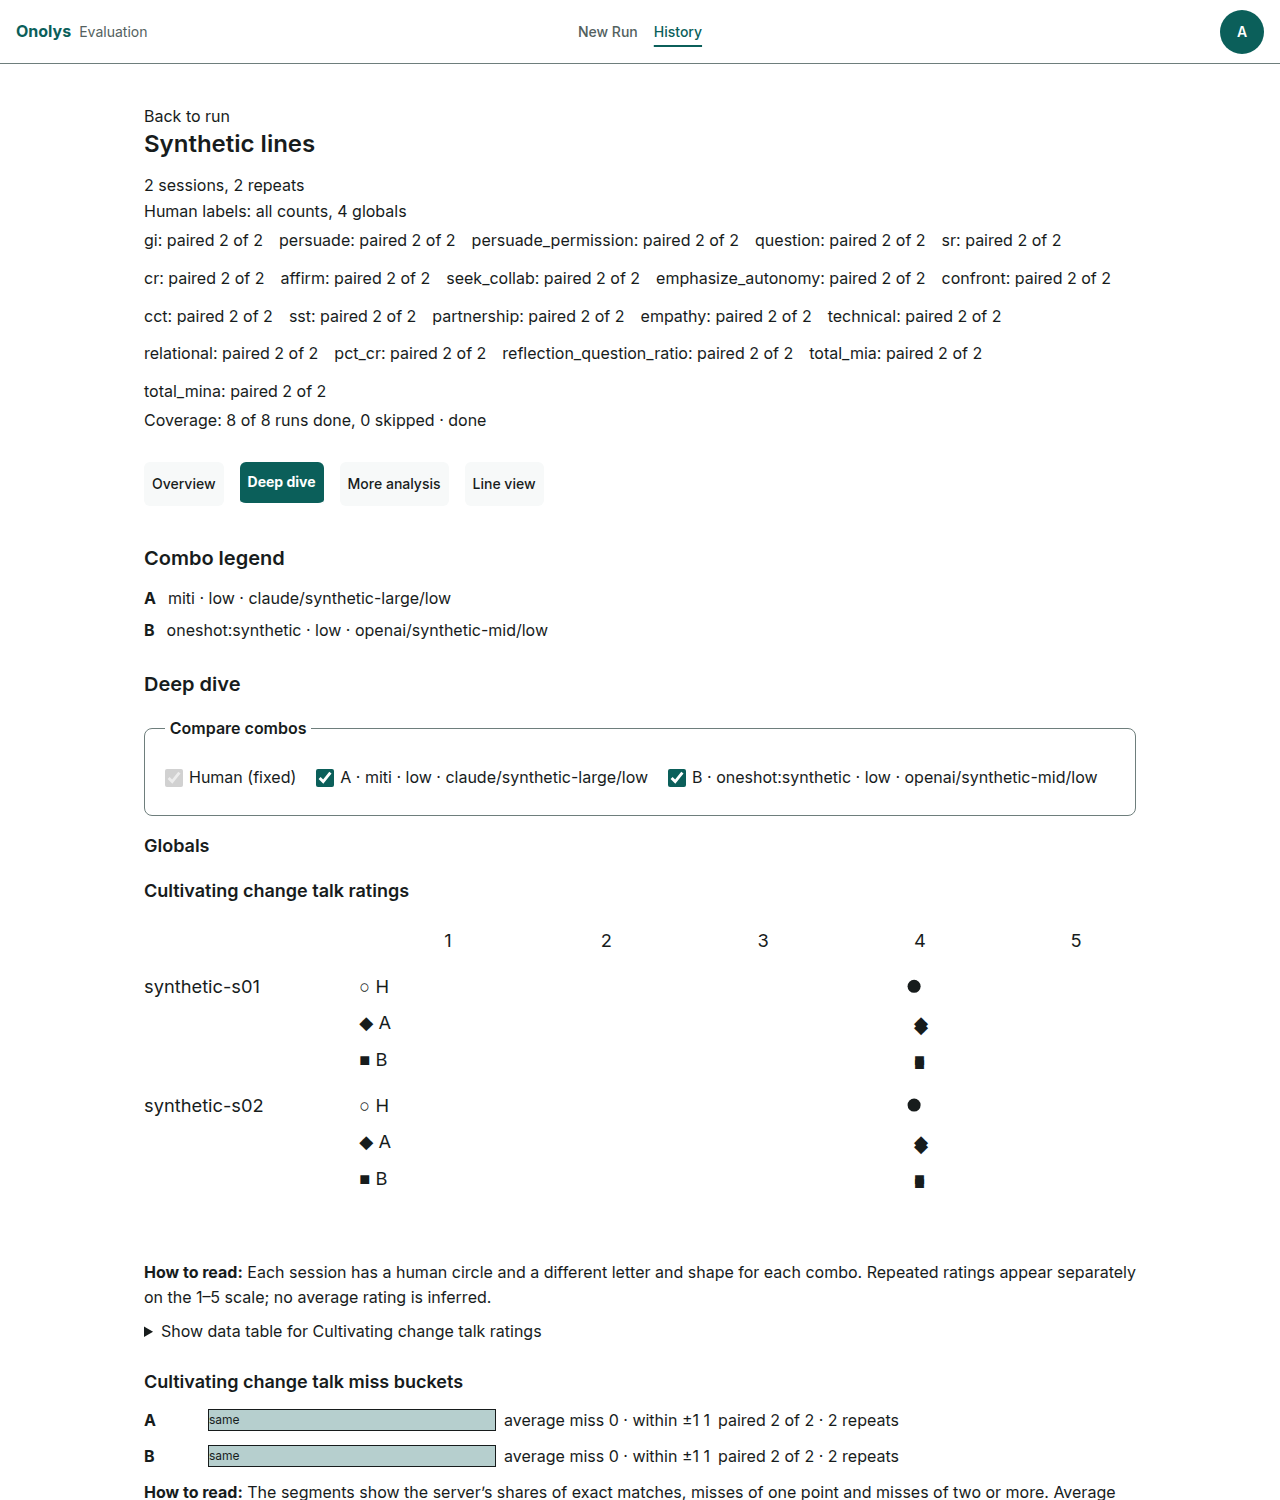 Onolys Evaluation New Run History A
Back to run
Synthetic lines
2 sessions, 2 repeats
Human labels: all counts, 4 globals
gi: paired 2 of 2 persuade: paired 2 of 2 persuade_permission: paired 2 of 2 question: paired 2 of 2 sr: paired 2 of 2
cr: paired 2 of 2 affirm: paired 2 of 2 seek_collab: paired 2 of 2 emphasize_autonomy: paired 2 of 2 confront: paired 2 of 2
cct: paired 2 of 2 sst: paired 2 of 2 partnership: paired 2 of 2 empathy: paired 2 of 2 technical: paired 2 of 2
relational: paired 2 of 2 pct_cr: paired 2 of 2 reflection_question_ratio: paired 2 of 2 total_mia: paired 2 of 2
total_mina: paired 2 of 2
Coverage: 8 of 8 runs done, 0 skipped · done
Overview Deep dive More analysis Line view
Combo legend
A miti · low · claude/synthetic-large/low
B oneshot:synthetic · low · openai/synthetic-mid/low
Deep dive
Compare combos
Human (fixed) A · miti · low · claude/synthetic-large/low B · oneshot:synthetic · low · openai/synthetic-mid/low
Globals
Cultivating change talk ratings
1 2 3 4 5
synthetic-s01 ○ H ●
◆ A ◆
■ B ■
synthetic-s02 ○ H ●
◆ A ◆
■ B ■
How to read: Each session has a human circle and a different letter and shape for each combo. Repeated ratings appear separately
on the 1–5 scale; no average rating is inferred.
Show data table for Cultivating change talk ratings
Cultivating change talk miss buckets
A same average miss 0 · within ±1 1 paired 2 of 2 · 2 repeats
B same average miss 0 · within ±1 1 paired 2 of 2 · 2 repeats
How to read: The segments show the server's shares of exact matches, misses of one point and misses of two or more. Average